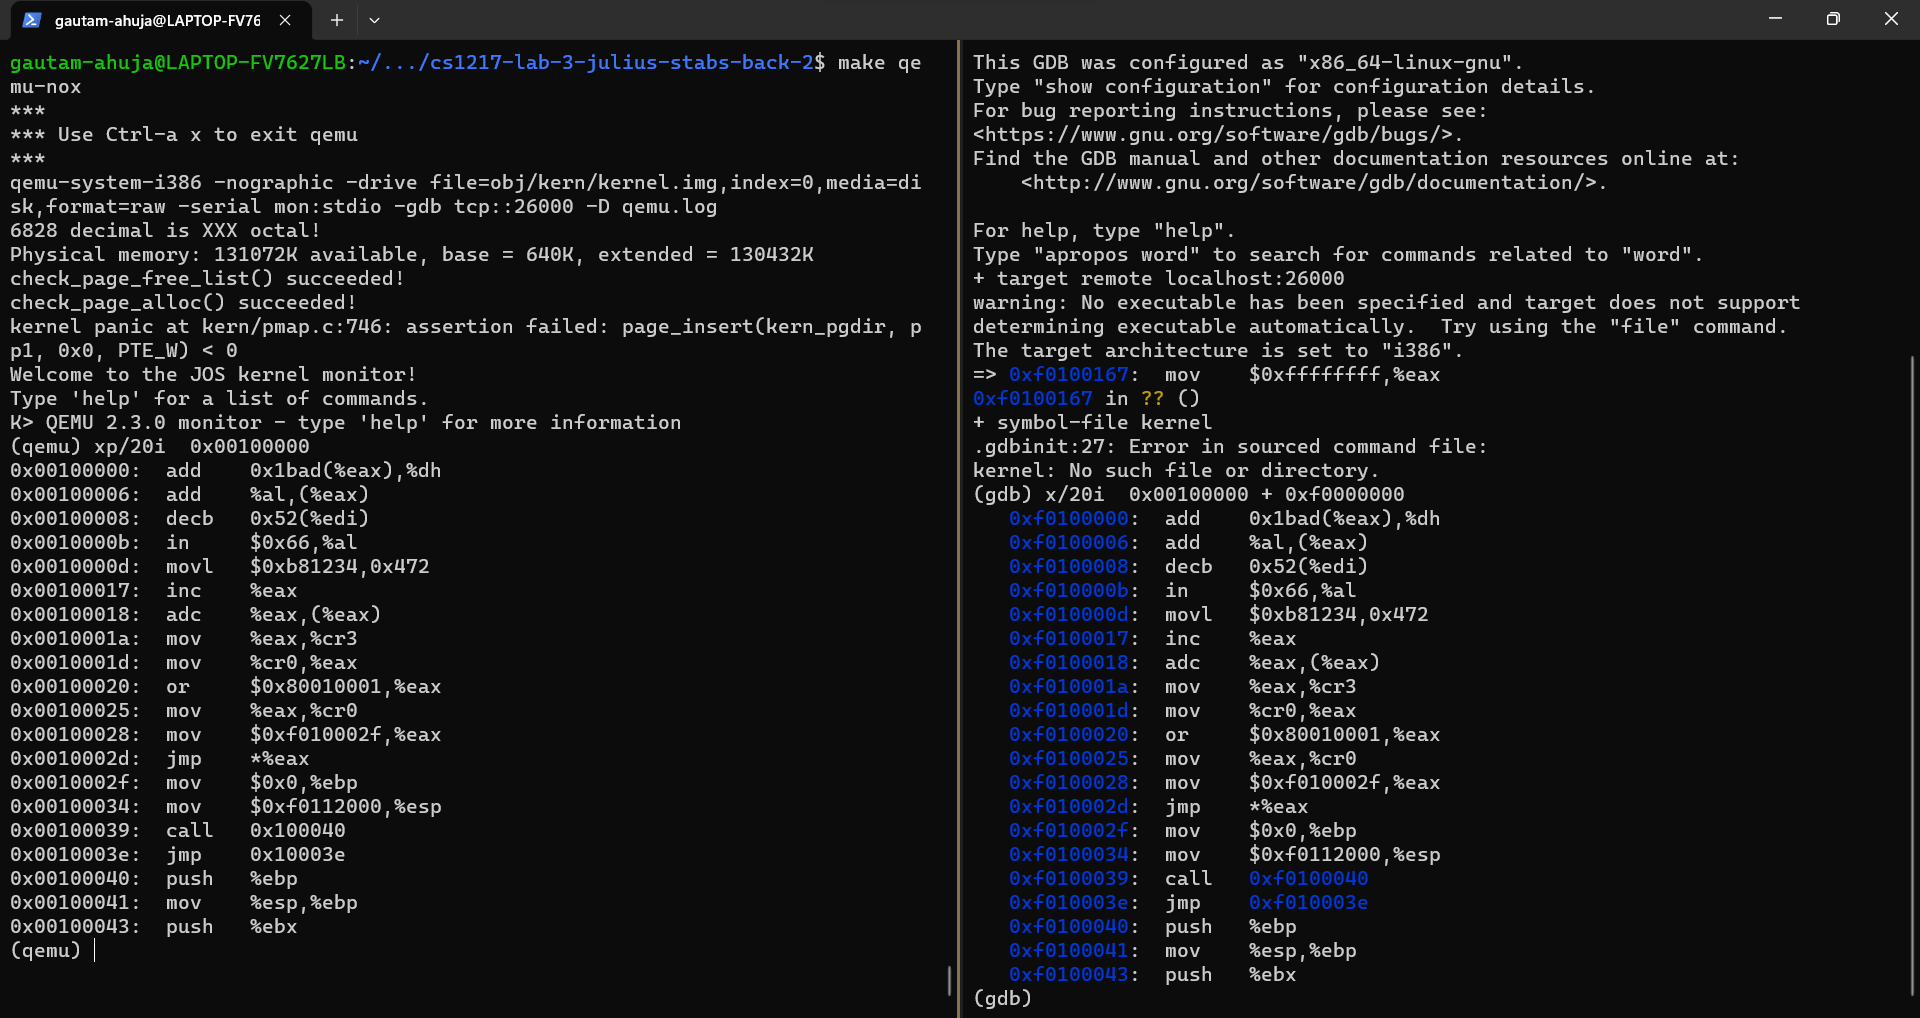 gautam-ahuja@LAPTOP-FV76
gautam-ahuja@LAPTOP-FV7627LB:~/.../cs1217-lab-3-julius-stabs-back-2$ make qe
mu-nox
***
*** Use Ctrl-a x to exit qemu
***
qemu-system-i386 -nographic -drive file=obj/kern/kernel.img,index=0,media=di
sk,format=raw -serial mon:stdio -gdb tcp::26000 -D qemu.log
6828 decimal is XXX octal!
Physical memory: 131072K available, base = 640K, extended = 130432K
check_page_free_list() succeeded!
check_page_alloc() succeeded!
kernel panic at kern/pmap.c:746: assertion failed: page_insert(kern_pgdir, p
p1, 0x0, PTE_W) < 0
Welcome to the JOS kernel monitor!
Type 'help' for a list of commands.
K> QEMU 2.3.0 monitor - type 'help' for more information
(qemu) xp/20i  0x00100000
0x00100000:  add    0x1bad(%eax),%dh
0x00100006:  add    %al,(%eax)
0x00100008:  decb   0x52(%edi)
0x0010000b:  in     $0x66,%al
0x0010000d:  movl   $0xb81234,0x472
0x00100017:  inc    %eax
0x00100018:  adc    %eax,(%eax)
0x0010001a:  mov    %eax,%cr3
0x0010001d:  mov    %cr0,%eax
0x00100020:  or     $0x80010001,%eax
0x00100025:  mov    %eax,%cr0
0x00100028:  mov    $0xf010002f,%eax
0x0010002d:  jmp    *%eax
0x0010002f:  mov    $0x0,%ebp
0x00100034:  mov    $0xf0112000,%esp
0x00100039:  call   0x100040
0x0010003e:  jmp    0x10003e
0x00100040:  push   %ebp
0x00100041:  mov    %esp,%ebp
0x00100043:  push   %ebx
(qemu)
This GDB was configured as "x86_64-linux-gnu".
Type "show configuration" for configuration details.
For bug reporting instructions, please see:
<https://www.gnu.org/software/gdb/bugs/>.
Find the GDB manual and other documentation resources online at:
    <http://www.gnu.org/software/gdb/documentation/>.
For help, type "help".
Type "apropos word" to search for commands related to "word".
+ target remote localhost:26000
warning: No executable has been specified and target does not support
determining executable automatically.  Try using the "file" command.
The target architecture is set to "i386".
=> 0xf0100167:  mov    $0xffffffff,%eax
0xf0100167 in ?? ()
+ symbol-file kernel
.gdbinit:27: Error in sourced command file:
kernel: No such file or directory.
(gdb) x/20i  0x00100000 + 0xf0000000
   0xf0100000:  add    0x1bad(%eax),%dh
   0xf0100006:  add    %al,(%eax)
   0xf0100008:  decb   0x52(%edi)
   0xf010000b:  in     $0x66,%al
   0xf010000d:  movl   $0xb81234,0x472
   0xf0100017:  inc    %eax
   0xf0100018:  adc    %eax,(%eax)
   0xf010001a:  mov    %eax,%cr3
   0xf010001d:  mov    %cr0,%eax
   0xf0100020:  or     $0x80010001,%eax
   0xf0100025:  mov    %eax,%cr0
   0xf0100028:  mov    $0xf010002f,%eax
   0xf010002d:  jmp    *%eax
   0xf010002f:  mov    $0x0,%ebp
   0xf0100034:  mov    $0xf0112000,%esp
   0xf0100039:  call   0xf0100040
   0xf010003e:  jmp    0xf010003e
   0xf0100040:  push   %ebp
   0xf0100041:  mov    %esp,%ebp
   0xf0100043:  push   %ebx
(gdb)